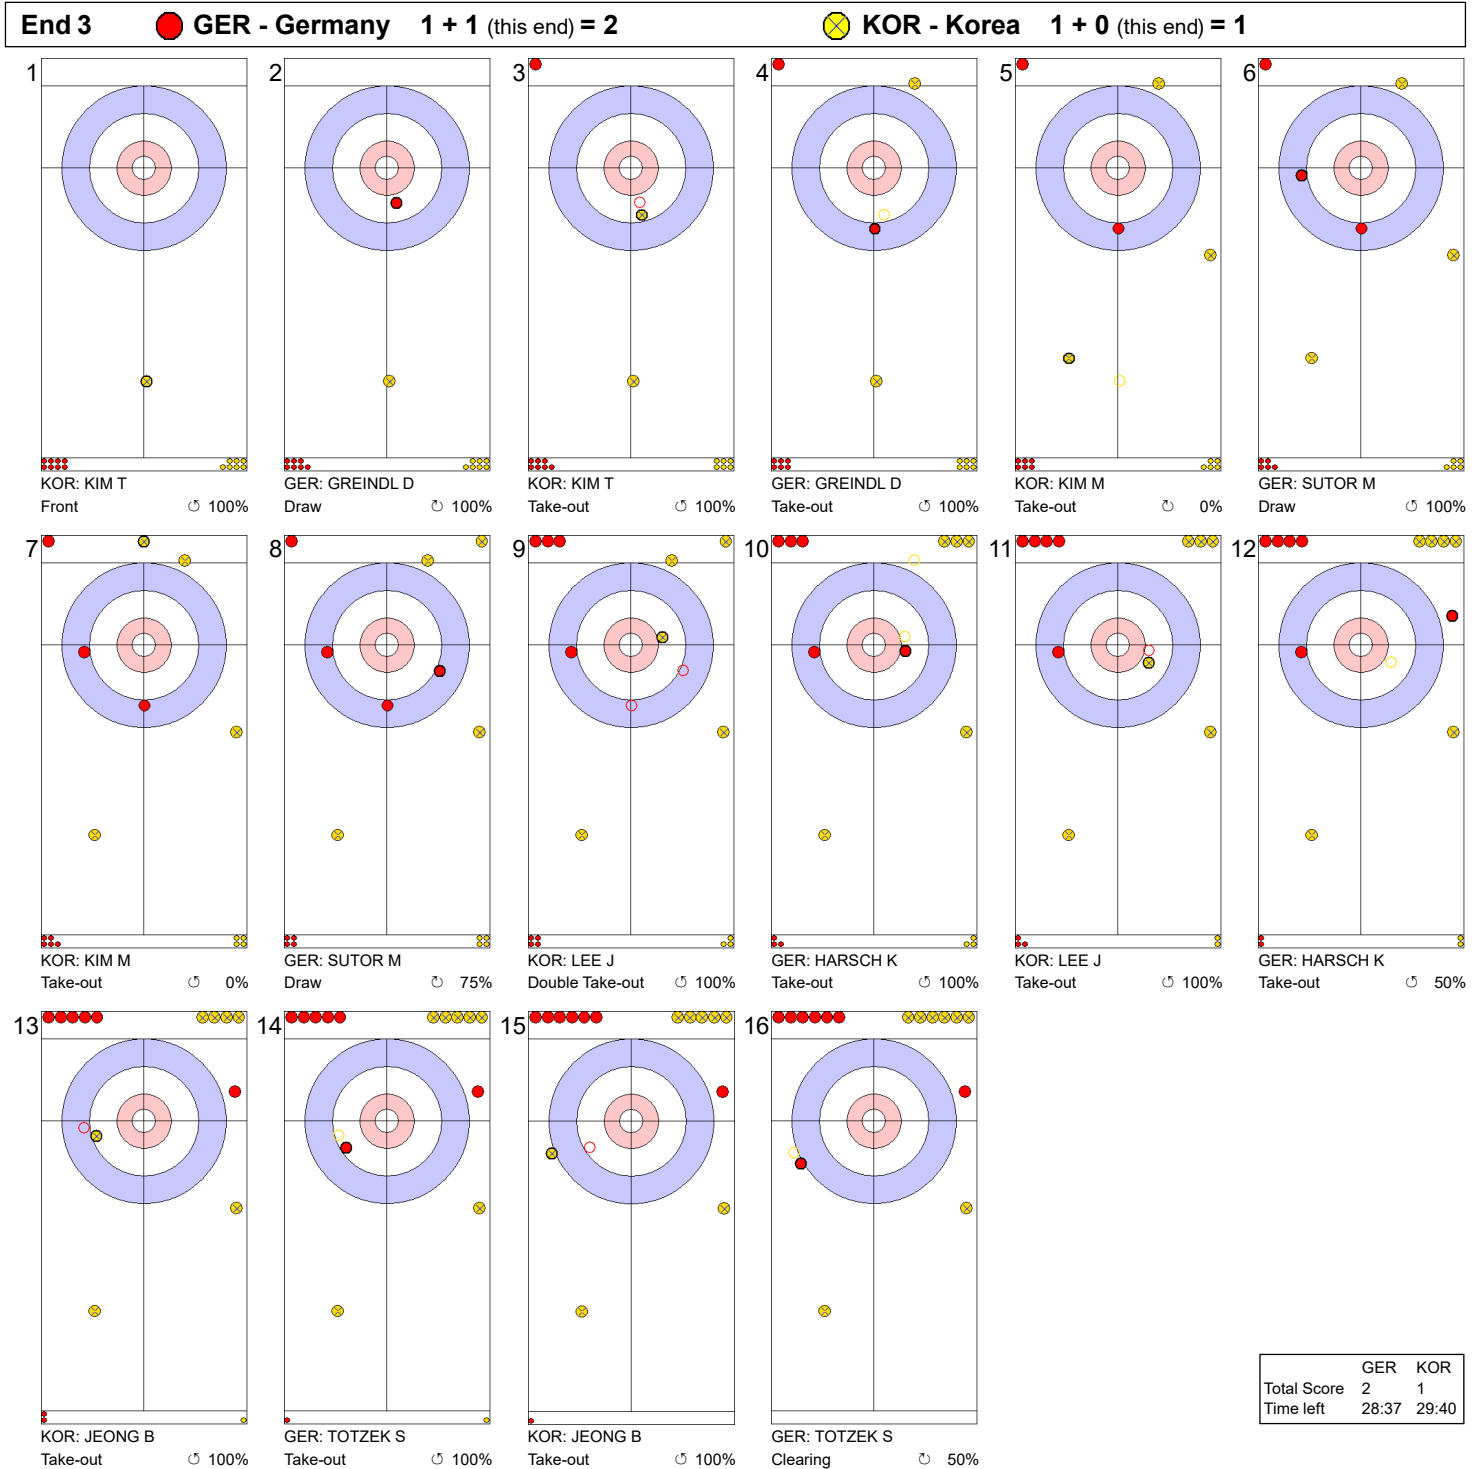 End 3 GER - Germany 1 + 1 (this end) = 2 KOR - Korea 1 + 0 (this end) = 1
1 2 3 4 5 6
KOR: KIM T GER: GREINDL D KOR: KIM T GER: GREINDL D KOR: KIM M GER: SUTOR M
Front ↺ 100% Draw ↻ 100% Take-out ↺ 100% Take-out ↺ 100% Take-out ↻ 0% Draw ↺ 100%
7 8 9 10 11 12
KOR: KIM M GER: SUTOR M KOR: LEE J GER: HARSCH K KOR: LEE J GER: HARSCH K
Take-out ↺ 0% Draw ↻ 75% Double Take-out ↺ 100% Take-out ↺ 100% Take-out ↺ 100% Take-out ↺ 50%
13 14 15 16
GER KOR
Total Score 2 1
Time left 28:37 29:40
KOR: JEONG B GER: TOTZEK S KOR: JEONG B GER: TOTZEK S
Take-out ↺ 100% Take-out ↺ 100% Take-out ↺ 100% Clearing ↻ 50%